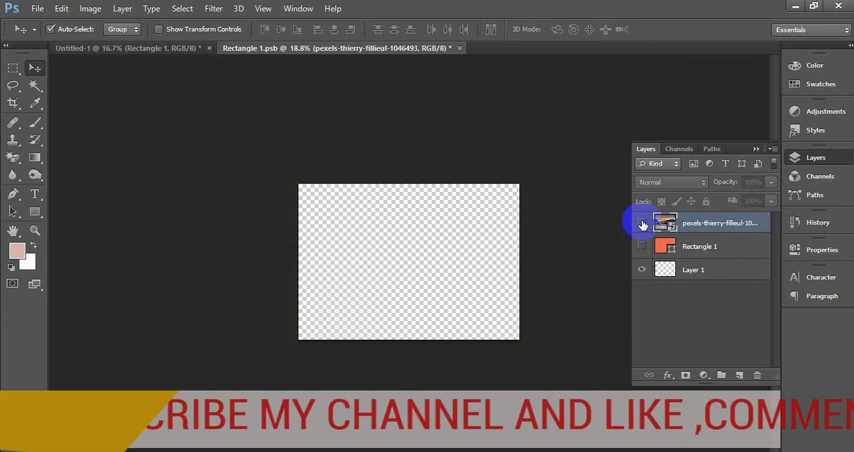 Ps File Edit Image Layer Type Select Filter 3D View Window Help
Auto-Select: Group Show Transform Controls 3D Mode: Essentials
Untitled-1 @ 16.7% (Rectangle 1, RGB/8) * × Rectangle 1.psb @ 18.8% (pexels-thierry-fillieul-1046493, RGB/8) * ×
Color
Swatches
Adjustments
Styles
Layers
Channels
Paths
History
Properties
Character
Paragraph
Layers Channels Paths
Kind
Normal Opacity: 100%
Lock: Fill: 100%
pexels-thierry-fillieul-10...
Rectangle 1
Layer 1
CRIBE MY CHANNEL AND LIKE ,COMMEN